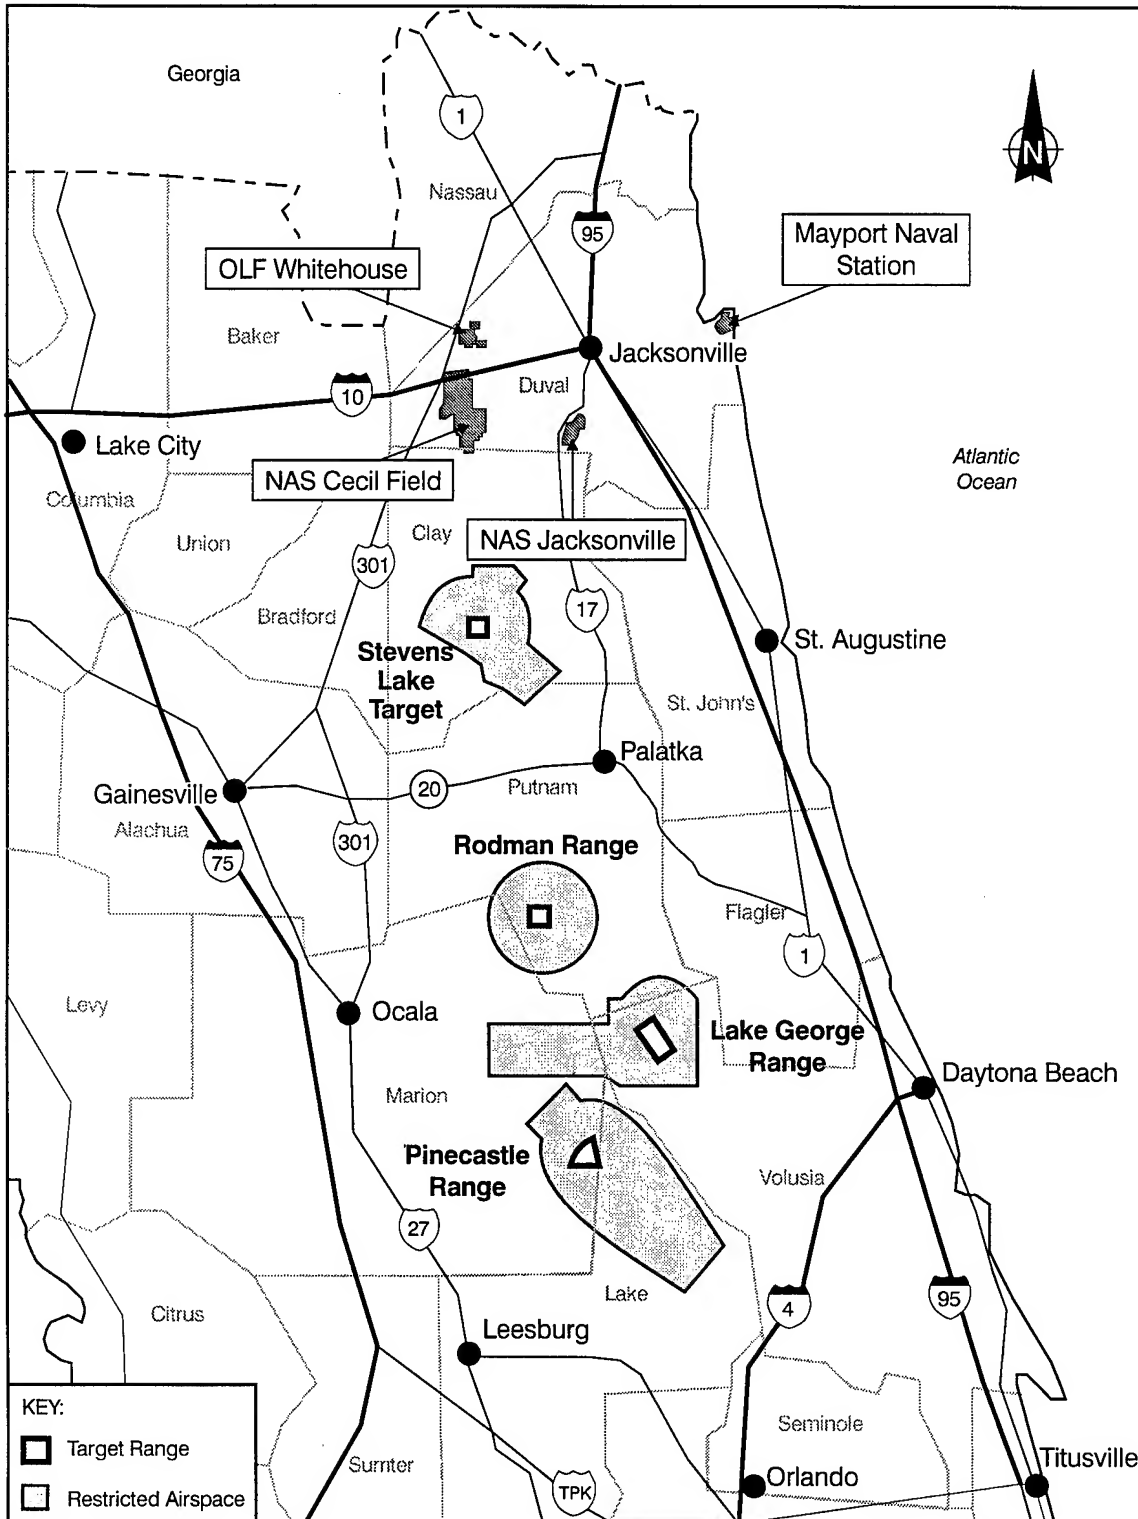 Georgia
1
N
Nassau
95
Mayport Naval
Station
OLF Whitehouse
Baker
Jacksonville
Duval
10
Lake City
Atlantic
Ocean
NAS Cecil Field
Columbia
Clay
NAS Jacksonville
Union
301
17
Bradford
St. Augustine
Stevens
Lake
Target
St. John's
Palatka
Gainesville
20
Putnam
Alachua
301
75
Rodman Range
Flagler
1
Levy
Ocala
Lake George
Range
Daytona Beach
Marion
Pinecastle
Range
Volusia
27
Lake
4
95
Citrus
Leesburg
KEY:
Target Range
Restricted Airspace
Sumter
Seminole
Orlando
Titusville
TPK